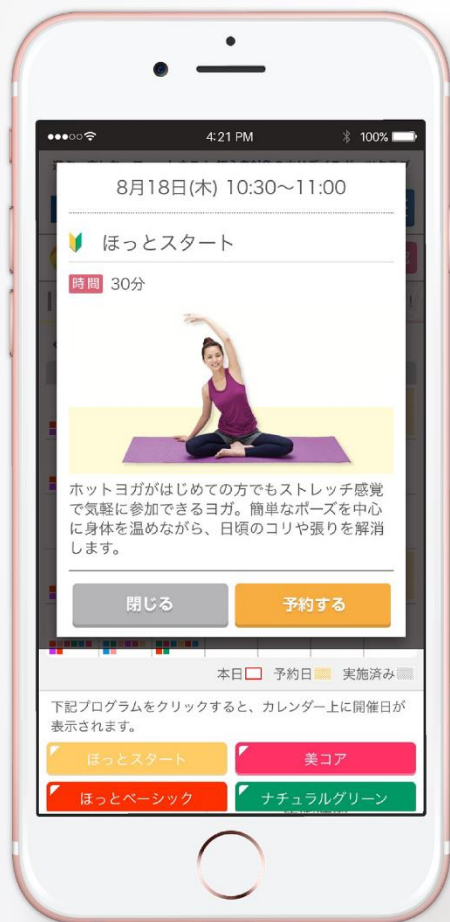 4:21 PM
100%
8月18日(木) 10:30～11:00
ほっとスタート
時間 30分
ホットヨガがはじめての方でもストレッチ感覚
で気軽に参加できるヨガ。簡単なポーズを中心
に身体を温めながら、日頃のコリや張りを解消
します。
閉じる 予約する
本日 予約日 実施済み
下記プログラムをクリックすると、カレンダー上に開催日が
表示されます。
ほっとスタート 美コア
ほっとベーシック ナチュラルグリーン